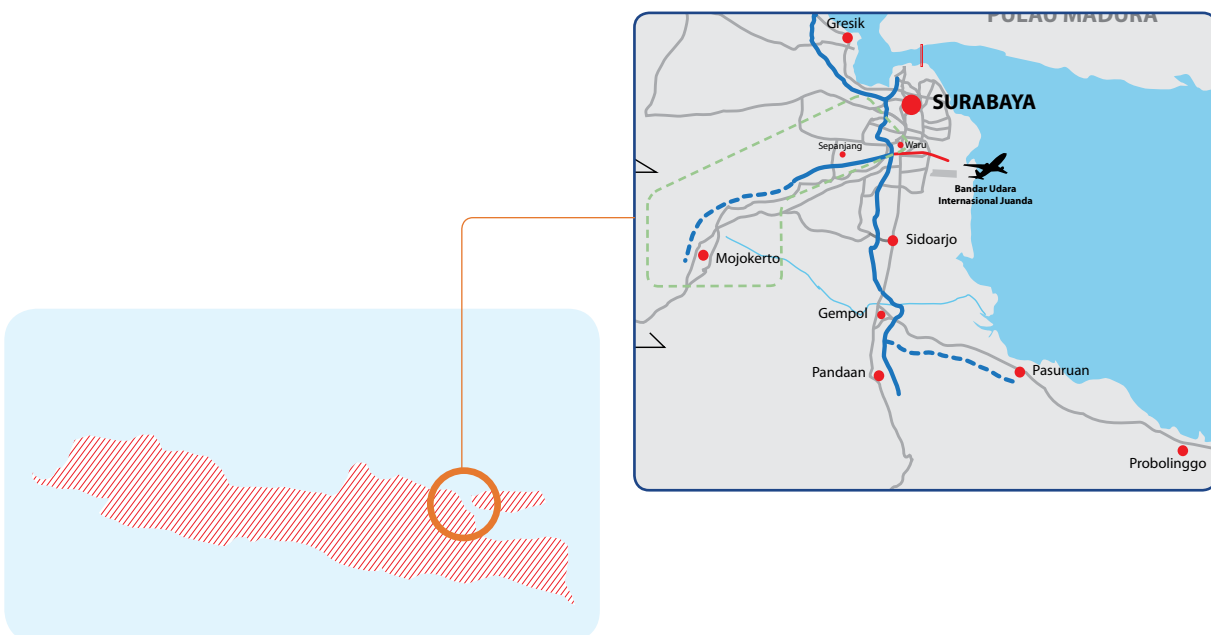 PULAU MADURA
Gresik
SURABAYA
Sepanjang
Waru
Bandar Udara
Internasional Juanda
Sidoarjo
Mojokerto
Gempol
Pandaan
Pasuruan
Probolinggo